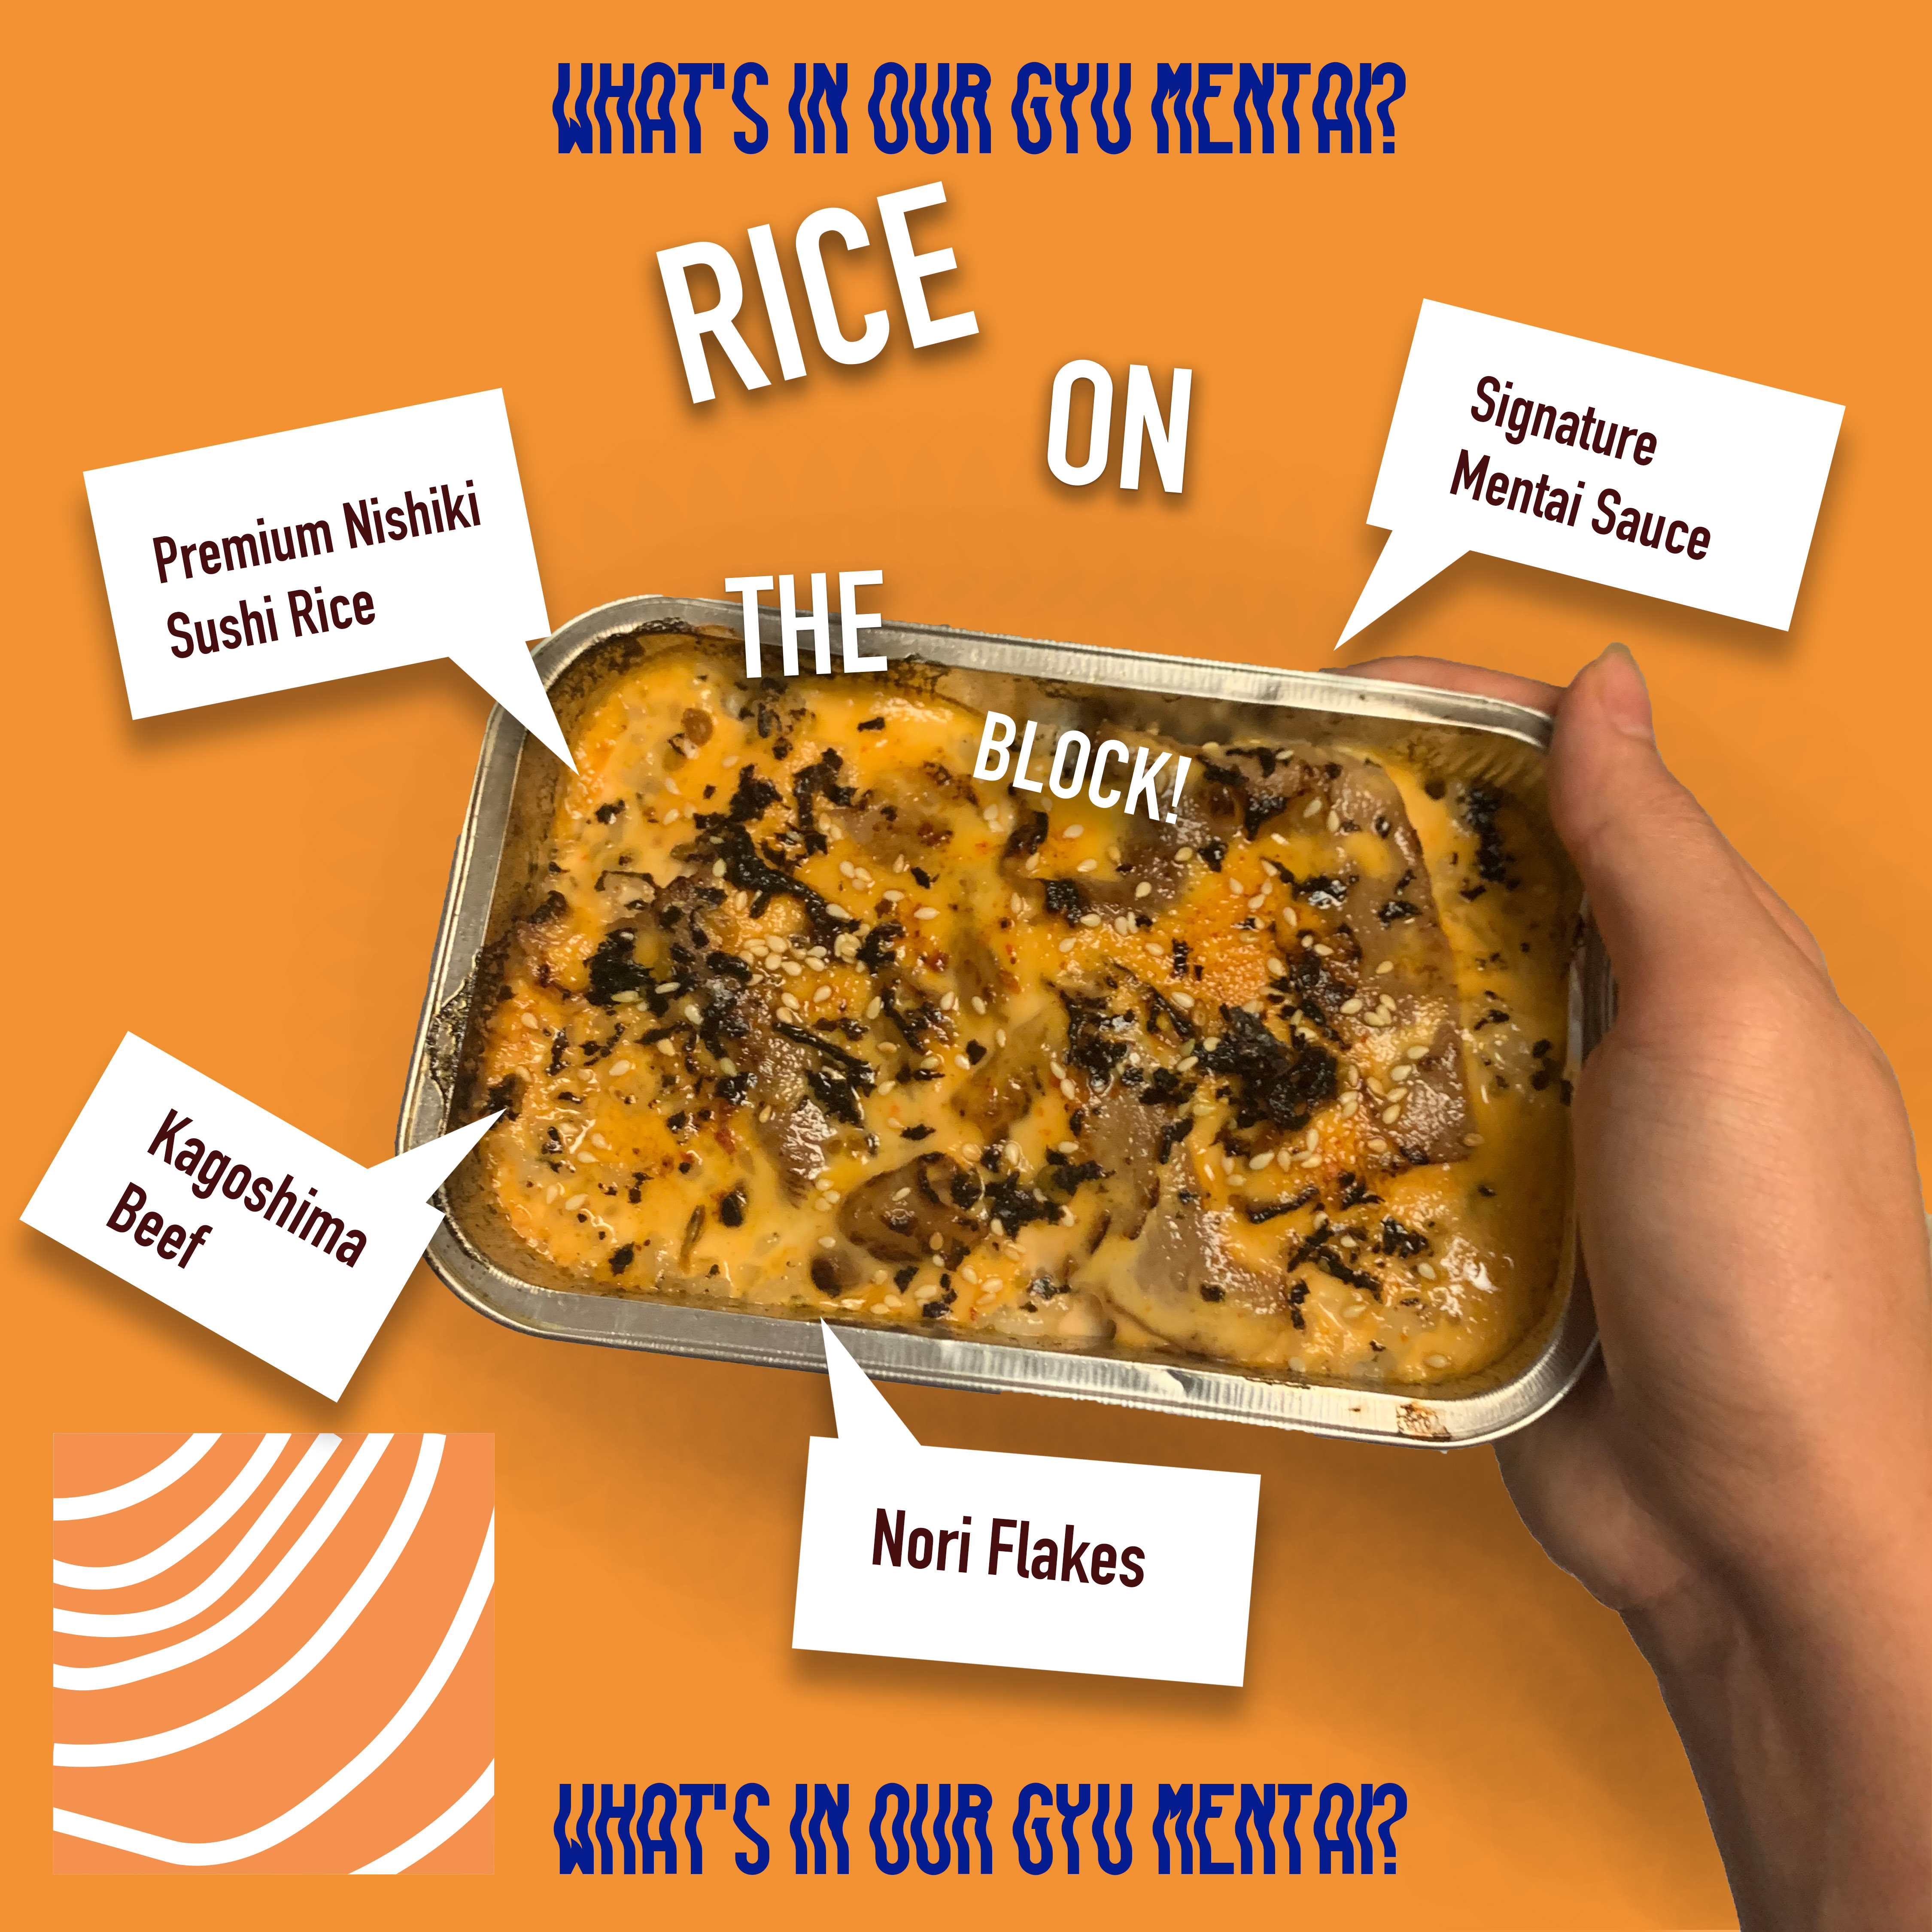 WHAT'S IN OUR GYU MENTAI?
RICE
ON
THE
BLOCK!
Signature
Mentai Sauce
Premium Nishiki
Sushi Rice
Kagoshima
Beef
Nori Flakes
WHAT'S IN OUR GYU MENTAI?